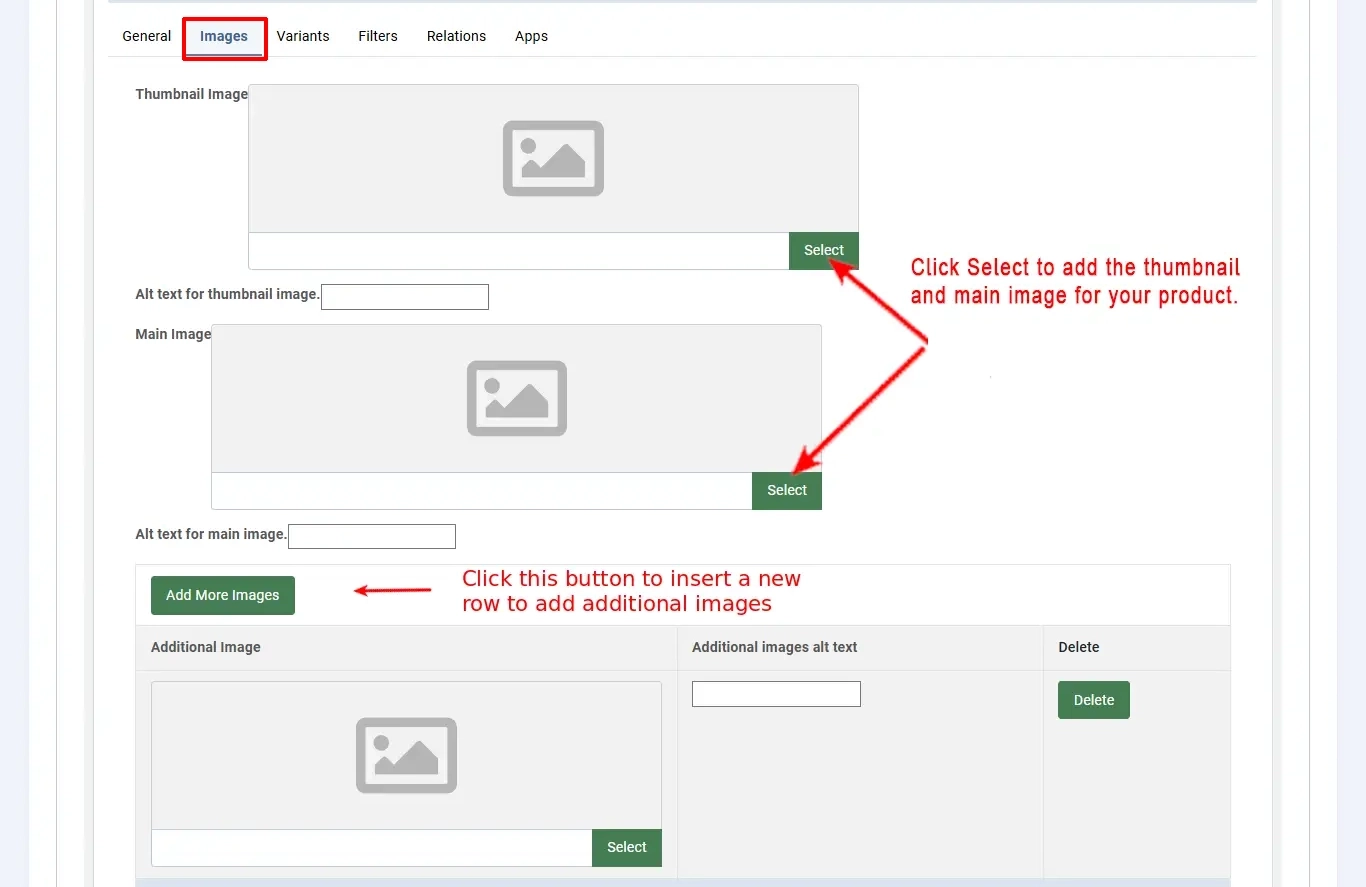 General Images Variants Filters Relations Apps
Thumbnail Image
Select
Click Select to add the thumbnail
and main image for your product.
Alt text for thumbnail image.
Main Image
Select
Alt text for main image.
Add More Images
Click this button to insert a new
row to add additional images
Additional Image Additional images alt text Delete
Delete
Select